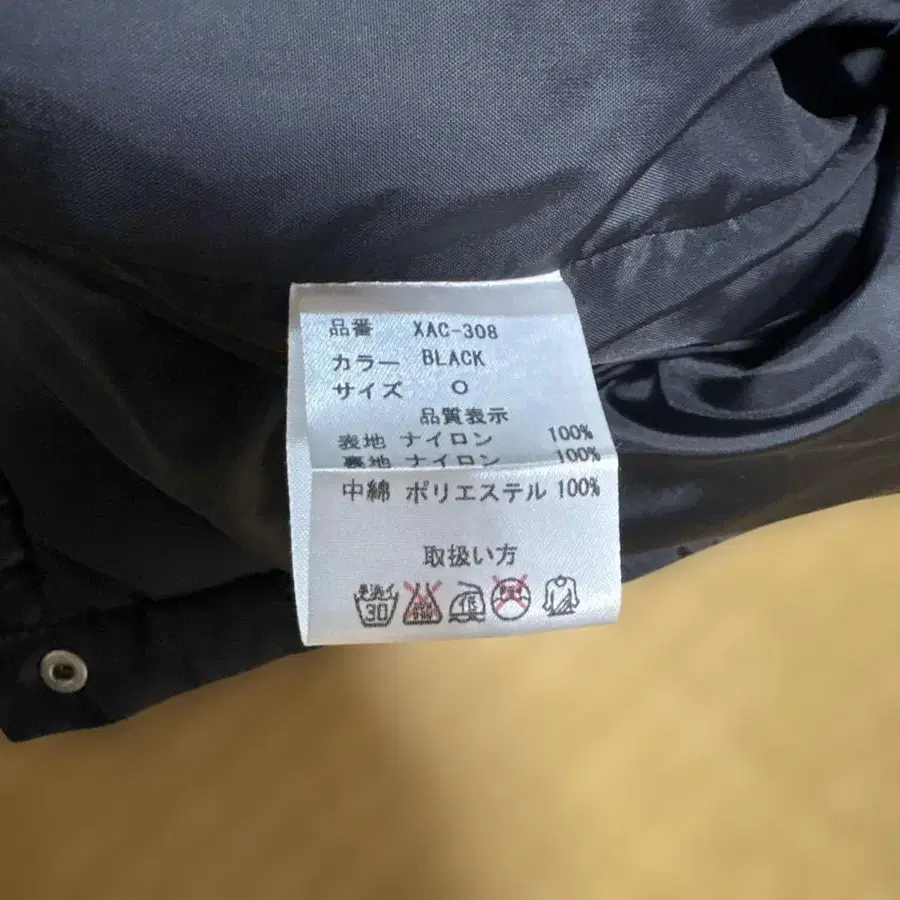 品番 XAC-308
カラー BLACK
サイズ O
品質表示
表地 ナイロン 100%
裏地 ナイロン 100%
中綿 ポリエステル 100%
取扱い方
30 低